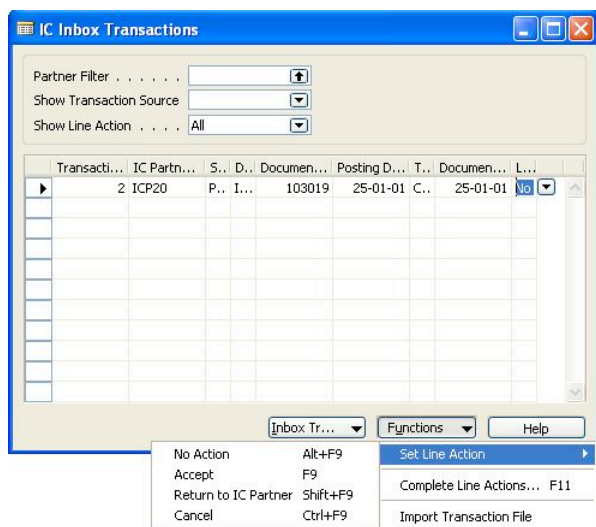 IC Inbox Transactions
Partner Filter . . . . . .
Show Transaction Source
Show Line Action . . . . All
Transacti... IC Partn... S.. D.. Documen... Posting D... T.. Documen... L...
2 ICP20 P.. I... 103019 25-01-01 C.. 25-01-01 No
Inbox Tr... Functions Help
No Action Alt+F9 Set Line Action
Accept F9 Complete Line Actions... F11
Return to IC Partner Shift+F9
Cancel Ctrl+F9 Import Transaction File